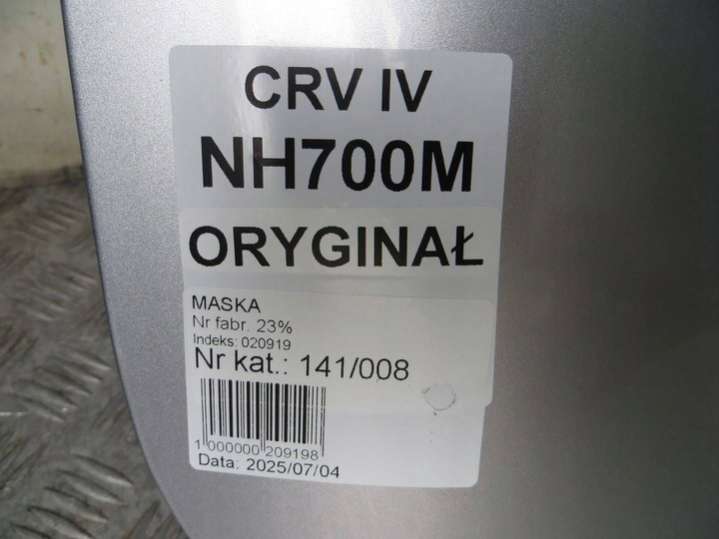 CRV IV
NH700M
ORYGINAŁ
MASKA
Nr fabr. 23%
Indeks: 020919
Nr kat.: 141/008
1 000000 209198
Data: 2025/07/04